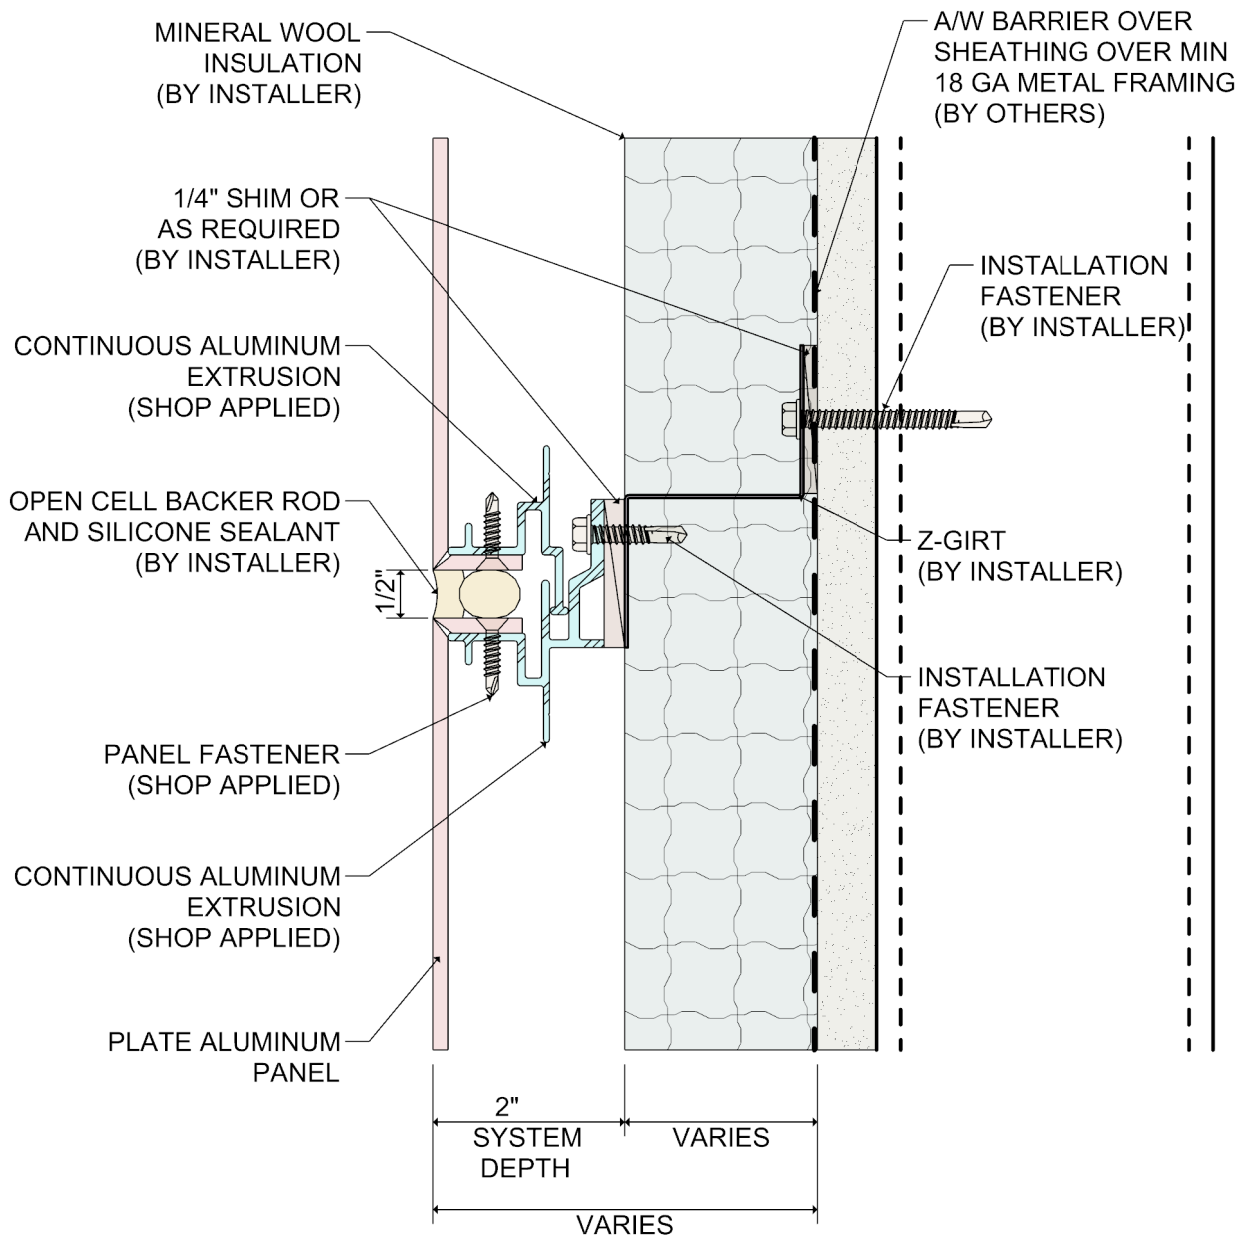 MINERAL WOOL
INSULATION
(BY INSTALLER)
A/W BARRIER OVER
SHEATHING OVER MIN
18 GA METAL FRAMING
(BY OTHERS)
1/4" SHIM OR
AS REQUIRED
(BY INSTALLER)
INSTALLATION
FASTENER
(BY INSTALLER)
CONTINUOUS ALUMINUM
EXTRUSION
(SHOP APPLIED)
OPEN CELL BACKER ROD
AND SILICONE SEALANT
(BY INSTALLER)
1/2"
Z-GIRT
(BY INSTALLER)
INSTALLATION
FASTENER
(BY INSTALLER)
PANEL FASTENER
(SHOP APPLIED)
CONTINUOUS ALUMINUM
EXTRUSION
(SHOP APPLIED)
PLATE ALUMINUM
PANEL
2"
SYSTEM
DEPTH
VARIES
VARIES